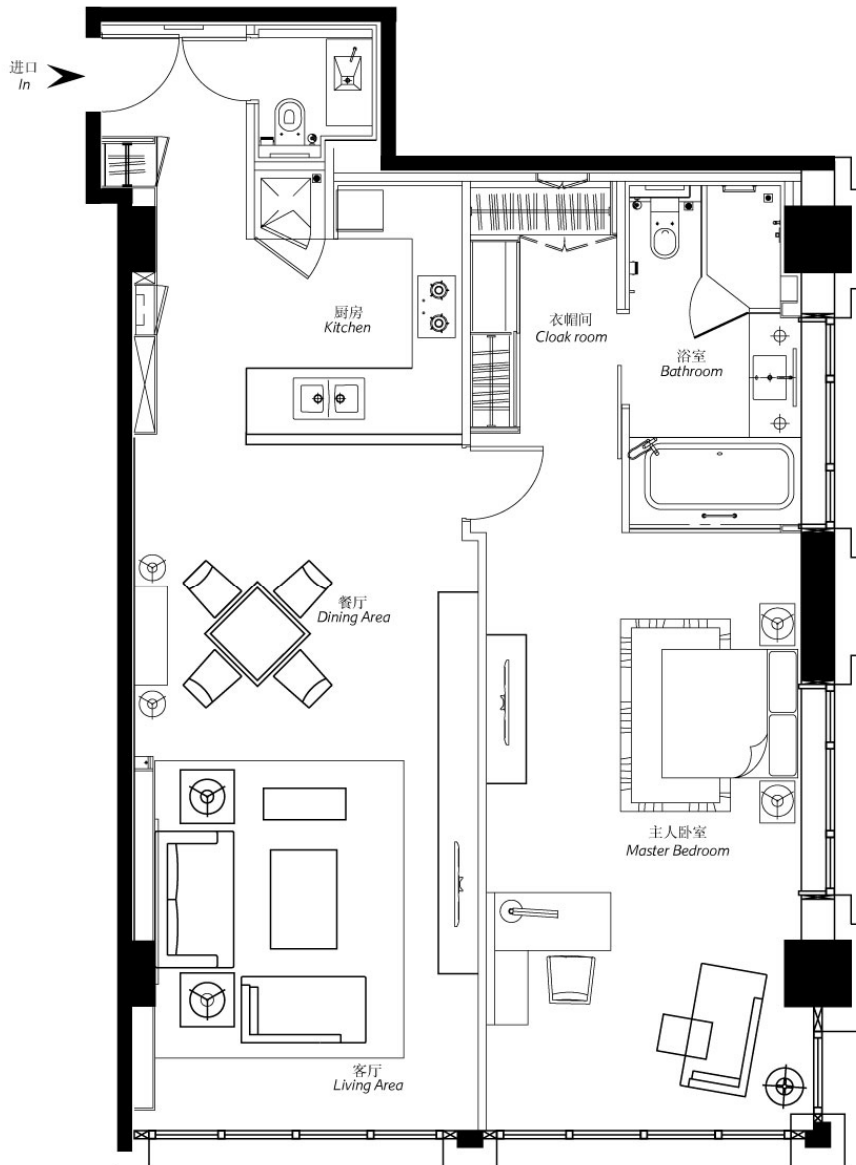 进口
In
厨房
Kitchen
衣帽间
Cloak room
浴室
Bathroom
餐厅
Dining Area
主人卧室
Master Bedroom
客厅
Living Area